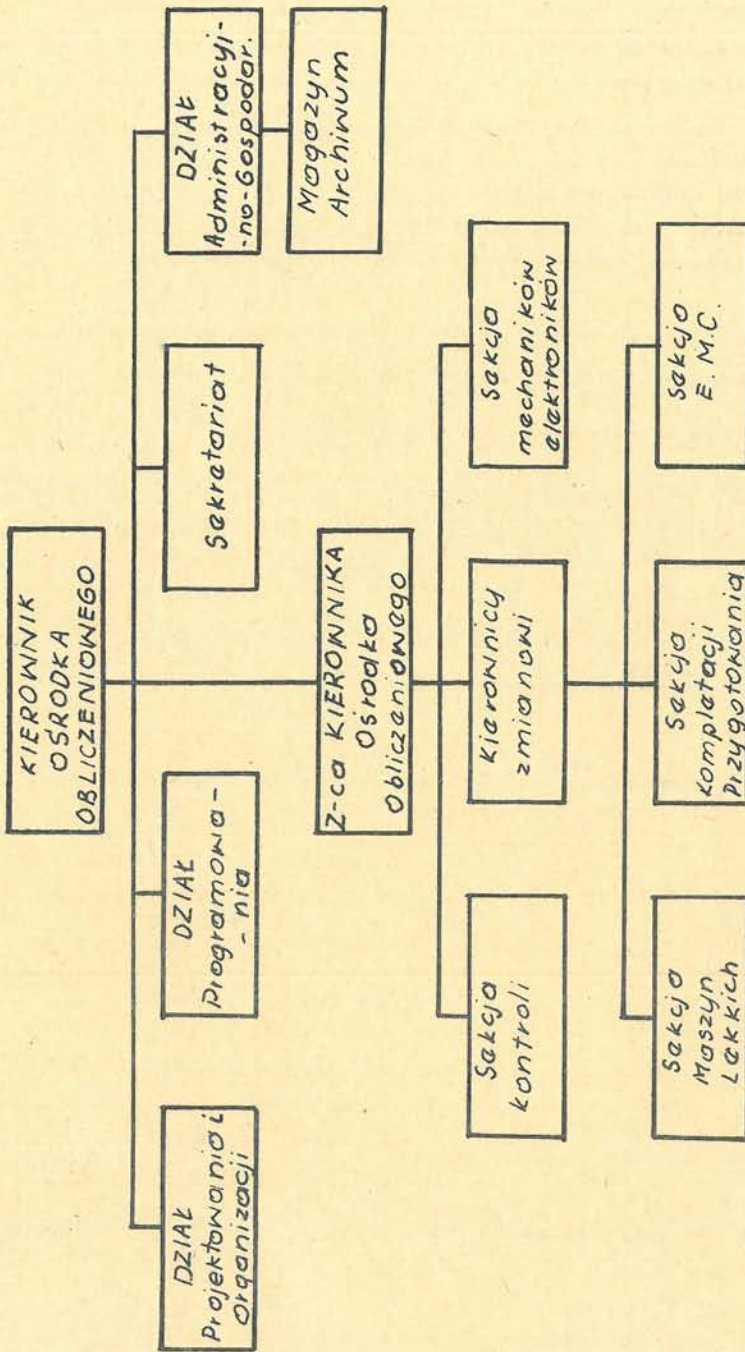 KIEROWNIK
OŚRODKA
OBLICZENIOWEGO
DZIAŁ
Projektowania i
Organizacji
DZIAŁ
Programowa-
- nia
Sekretariat
DZIAŁ
Administracyj-
-no-Gospodar.
Magazyn
Archiwum
Z-ca KIEROWNIKA
Ośrodka
Obliczeniowego
Sekcja
kontroli
Kierownicy
zmianowi
Sekcja
mechaników
elektroników
Sekcja
Maszyn
Lekkich
Sekcja
Kompletacji
Przygotowania
Sekcja
E. M.C.